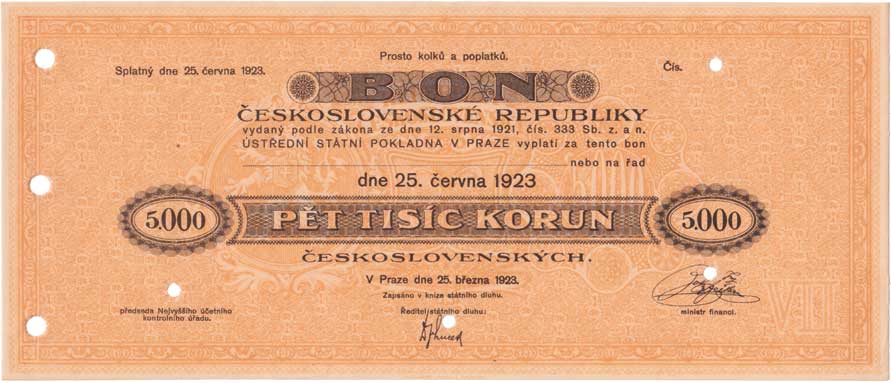 Prosto kolků a poplatků.
Splatný dne 25. června 1923.
Čís.
BON
ČESKOSLOVENSKÉ REPUBLIKY
vydaný podle zákona ze dne 12. srpna 1921, čís. 333 Sb. z. a n.
ÚSTŘEDNÍ STÁTNÍ POKLADNA V PRAZE vyplatí za tento bon
nebo na řad
dne 25. června 1923
5.000 PĚT TISÍC KORUN 5.000
ČESKOSLOVENSKÝCH.
V Praze dne 25. března 1923.
Zapsáno v knize státního dluhu.
předseda Nejvyššího účetního
kontrolního úřadu.
Ředitel státního dluhu:
ministr financí.
VIII